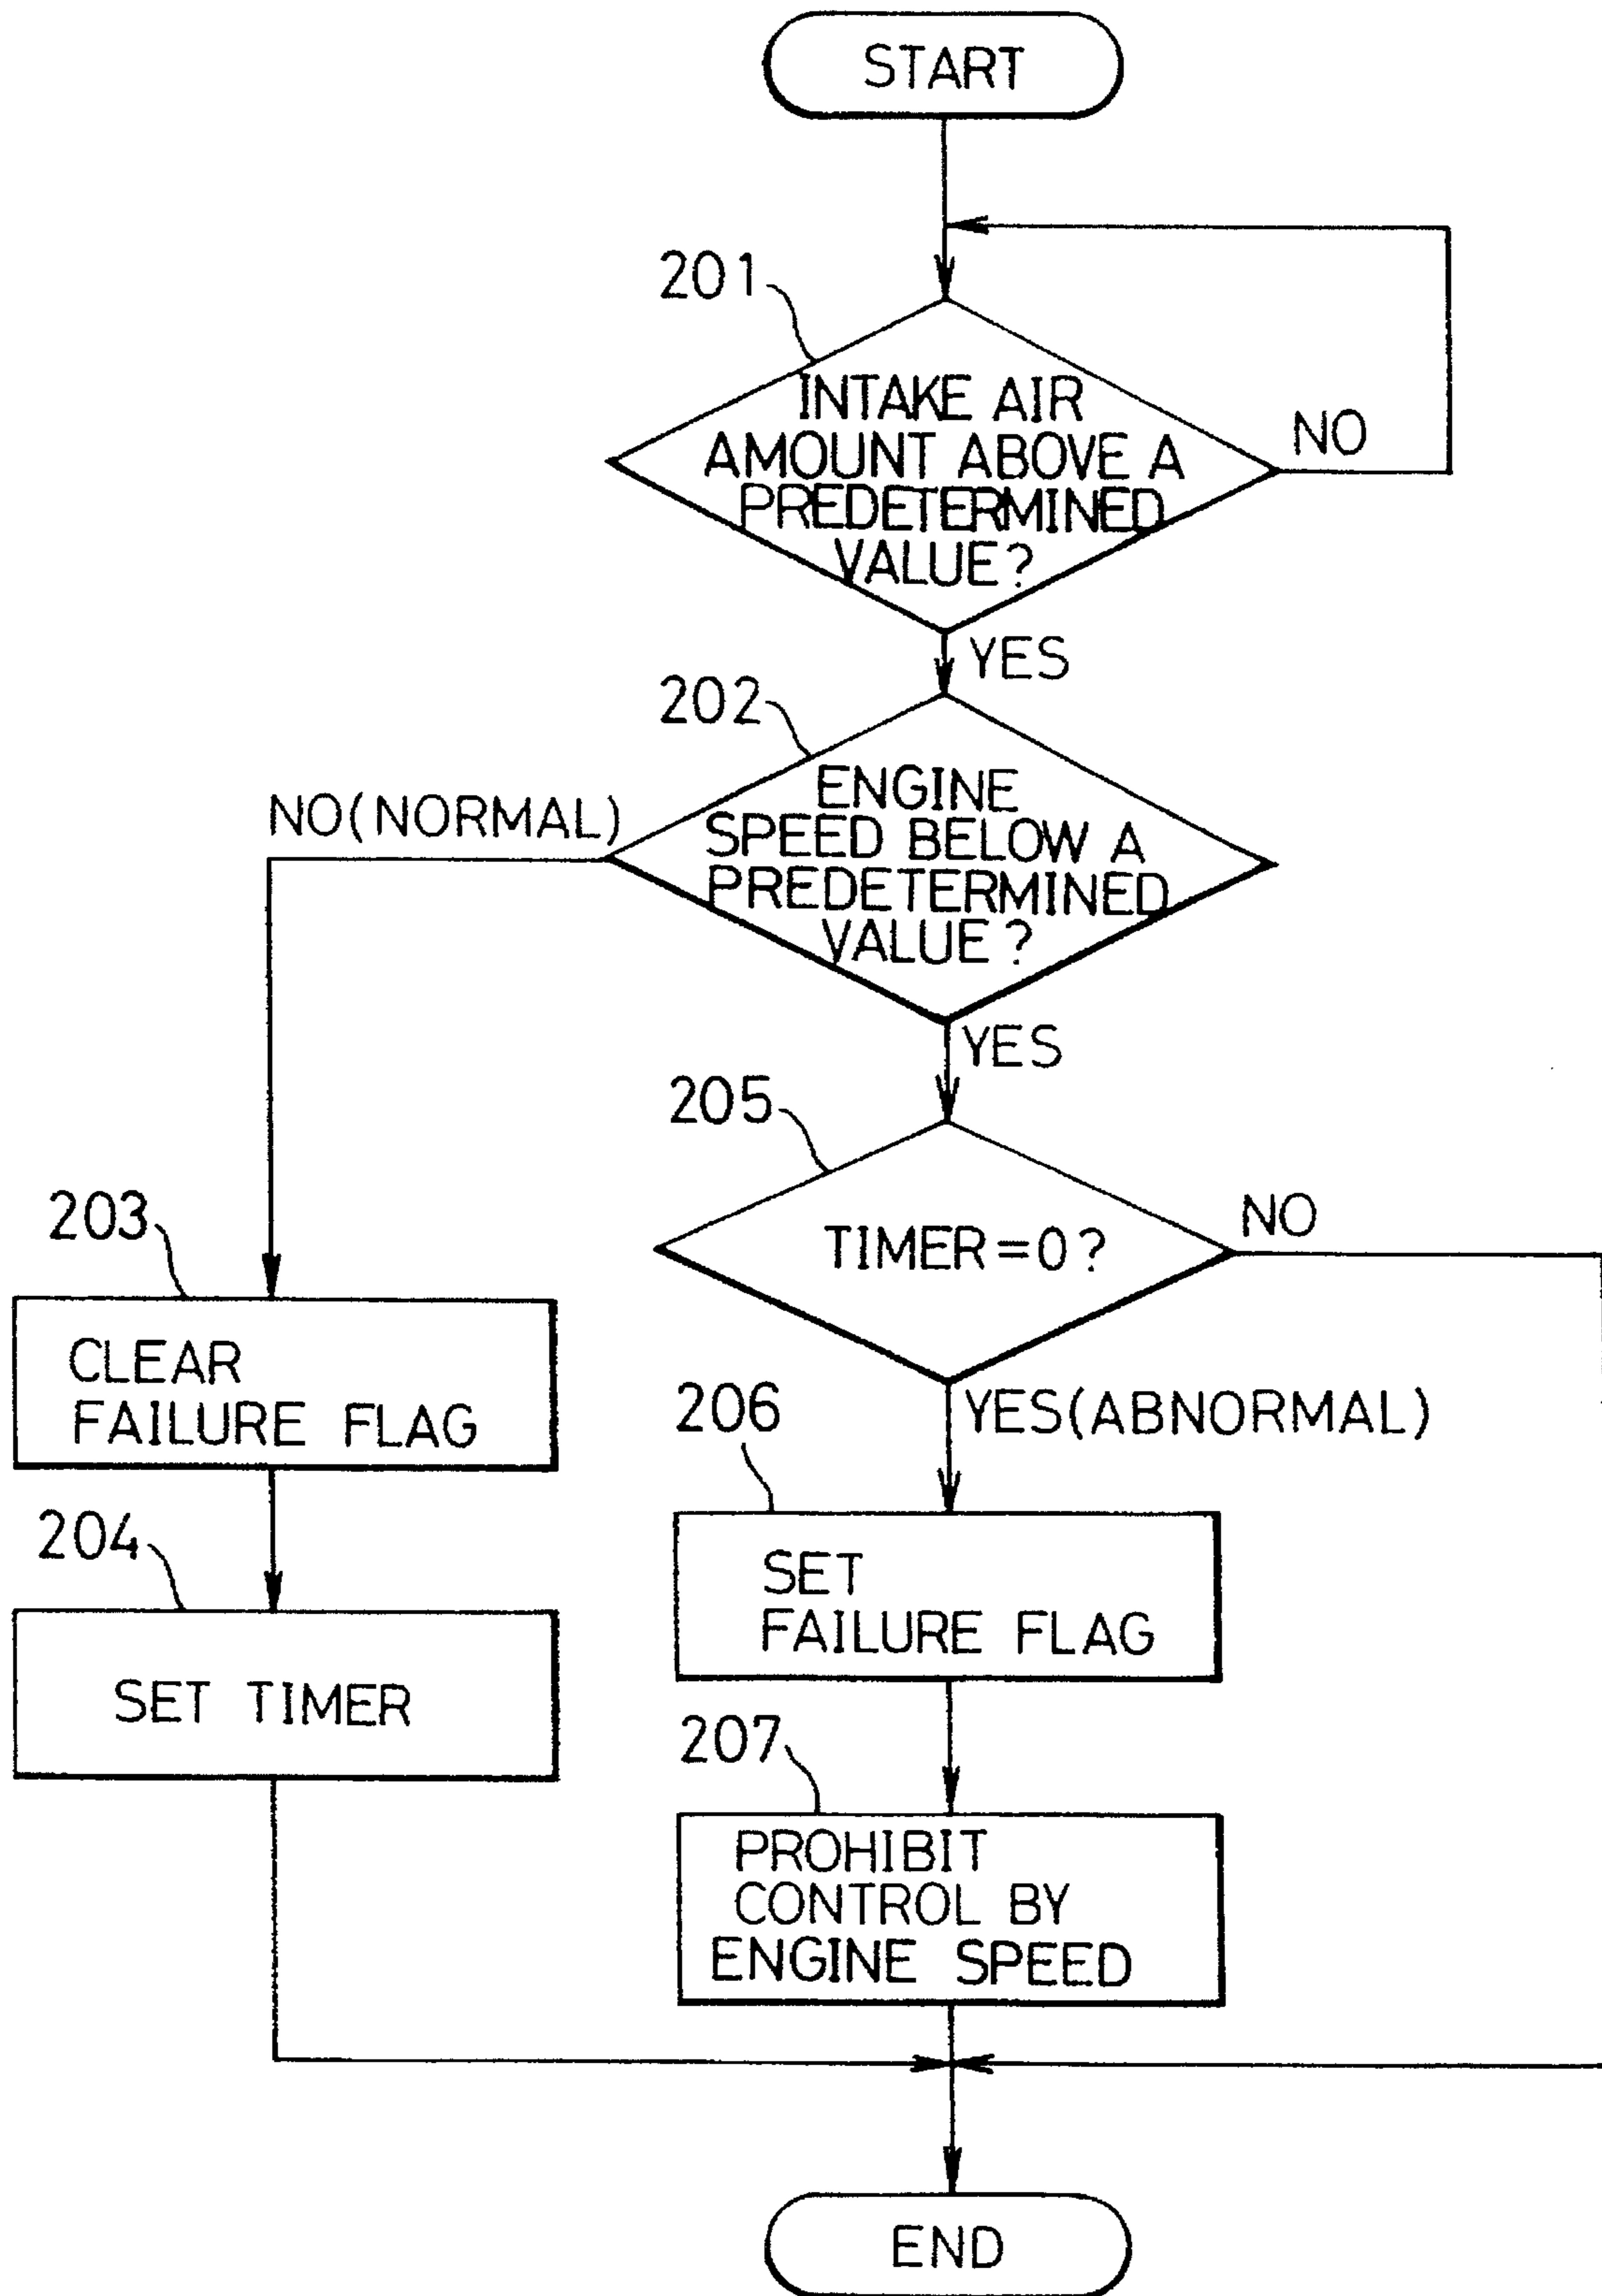 START
201
INTAKE AIR
AMOUNT ABOVE A
PREDETERMINED
VALUE?
NO
YES
202
ENGINE
SPEED BELOW A
PREDETERMINED
VALUE?
NO(NORMAL)
YES
205
TIMER=0?
NO
203
CLEAR
FAILURE FLAG
YES(ABNORMAL)
206
SET
FAILURE FLAG
204
SET TIMER
207
PROHIBIT
CONTROL BY
ENGINE SPEED
END